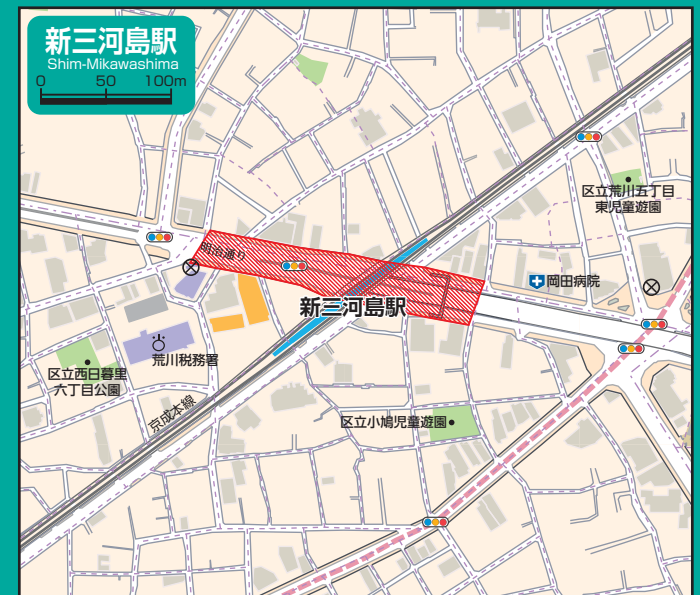 新三河島駅
Shim-Mikawashima
0 50 100m
区立荒川五丁目
東児童遊園
明治通り
岡田病院
新三河島駅
荒川税務署
区立西日暮里
六丁目公園
京成本線
区立小鳩児童遊園